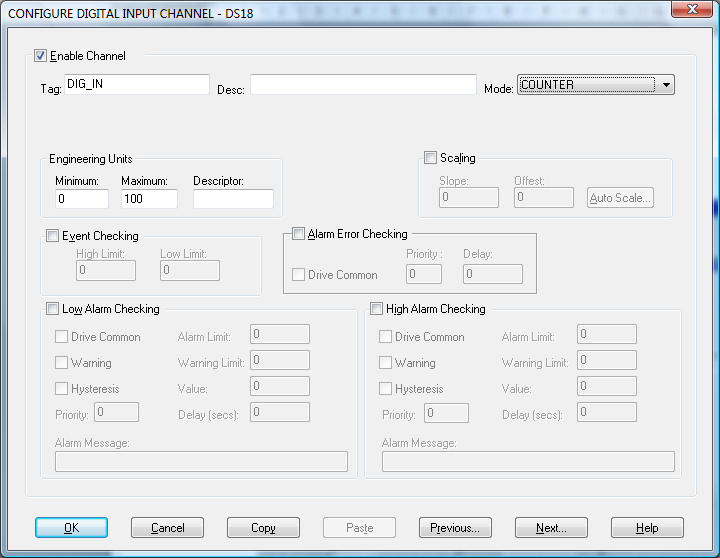 CONFIGURE DIGITAL INPUT CHANNEL - DS18
Enable Channel
Tag: DIG_IN Desc: Mode: COUNTER
Engineering Units
Minimum: Maximum: Descriptor:
0 100
Scaling
Slope: Offest:
0 0 Auto Scale...
Event Checking
High Limit: Low Limit:
0 0
Alarm Error Checking
Priority : Delay:
Drive Common 0 0
Low Alarm Checking
Drive Common Alarm Limit: 0
Warning Warning Limit: 0
Hysteresis Value: 0
Priority: 0 Delay (secs): 0
Alarm Message:
High Alarm Checking
Drive Common Alarm Limit: 0
Warning Warning Limit: 0
Hysteresis Value: 0
Priority: 0 Delay (secs): 0
Alarm Message:
OK Cancel Copy Paste Previous... Next... Help